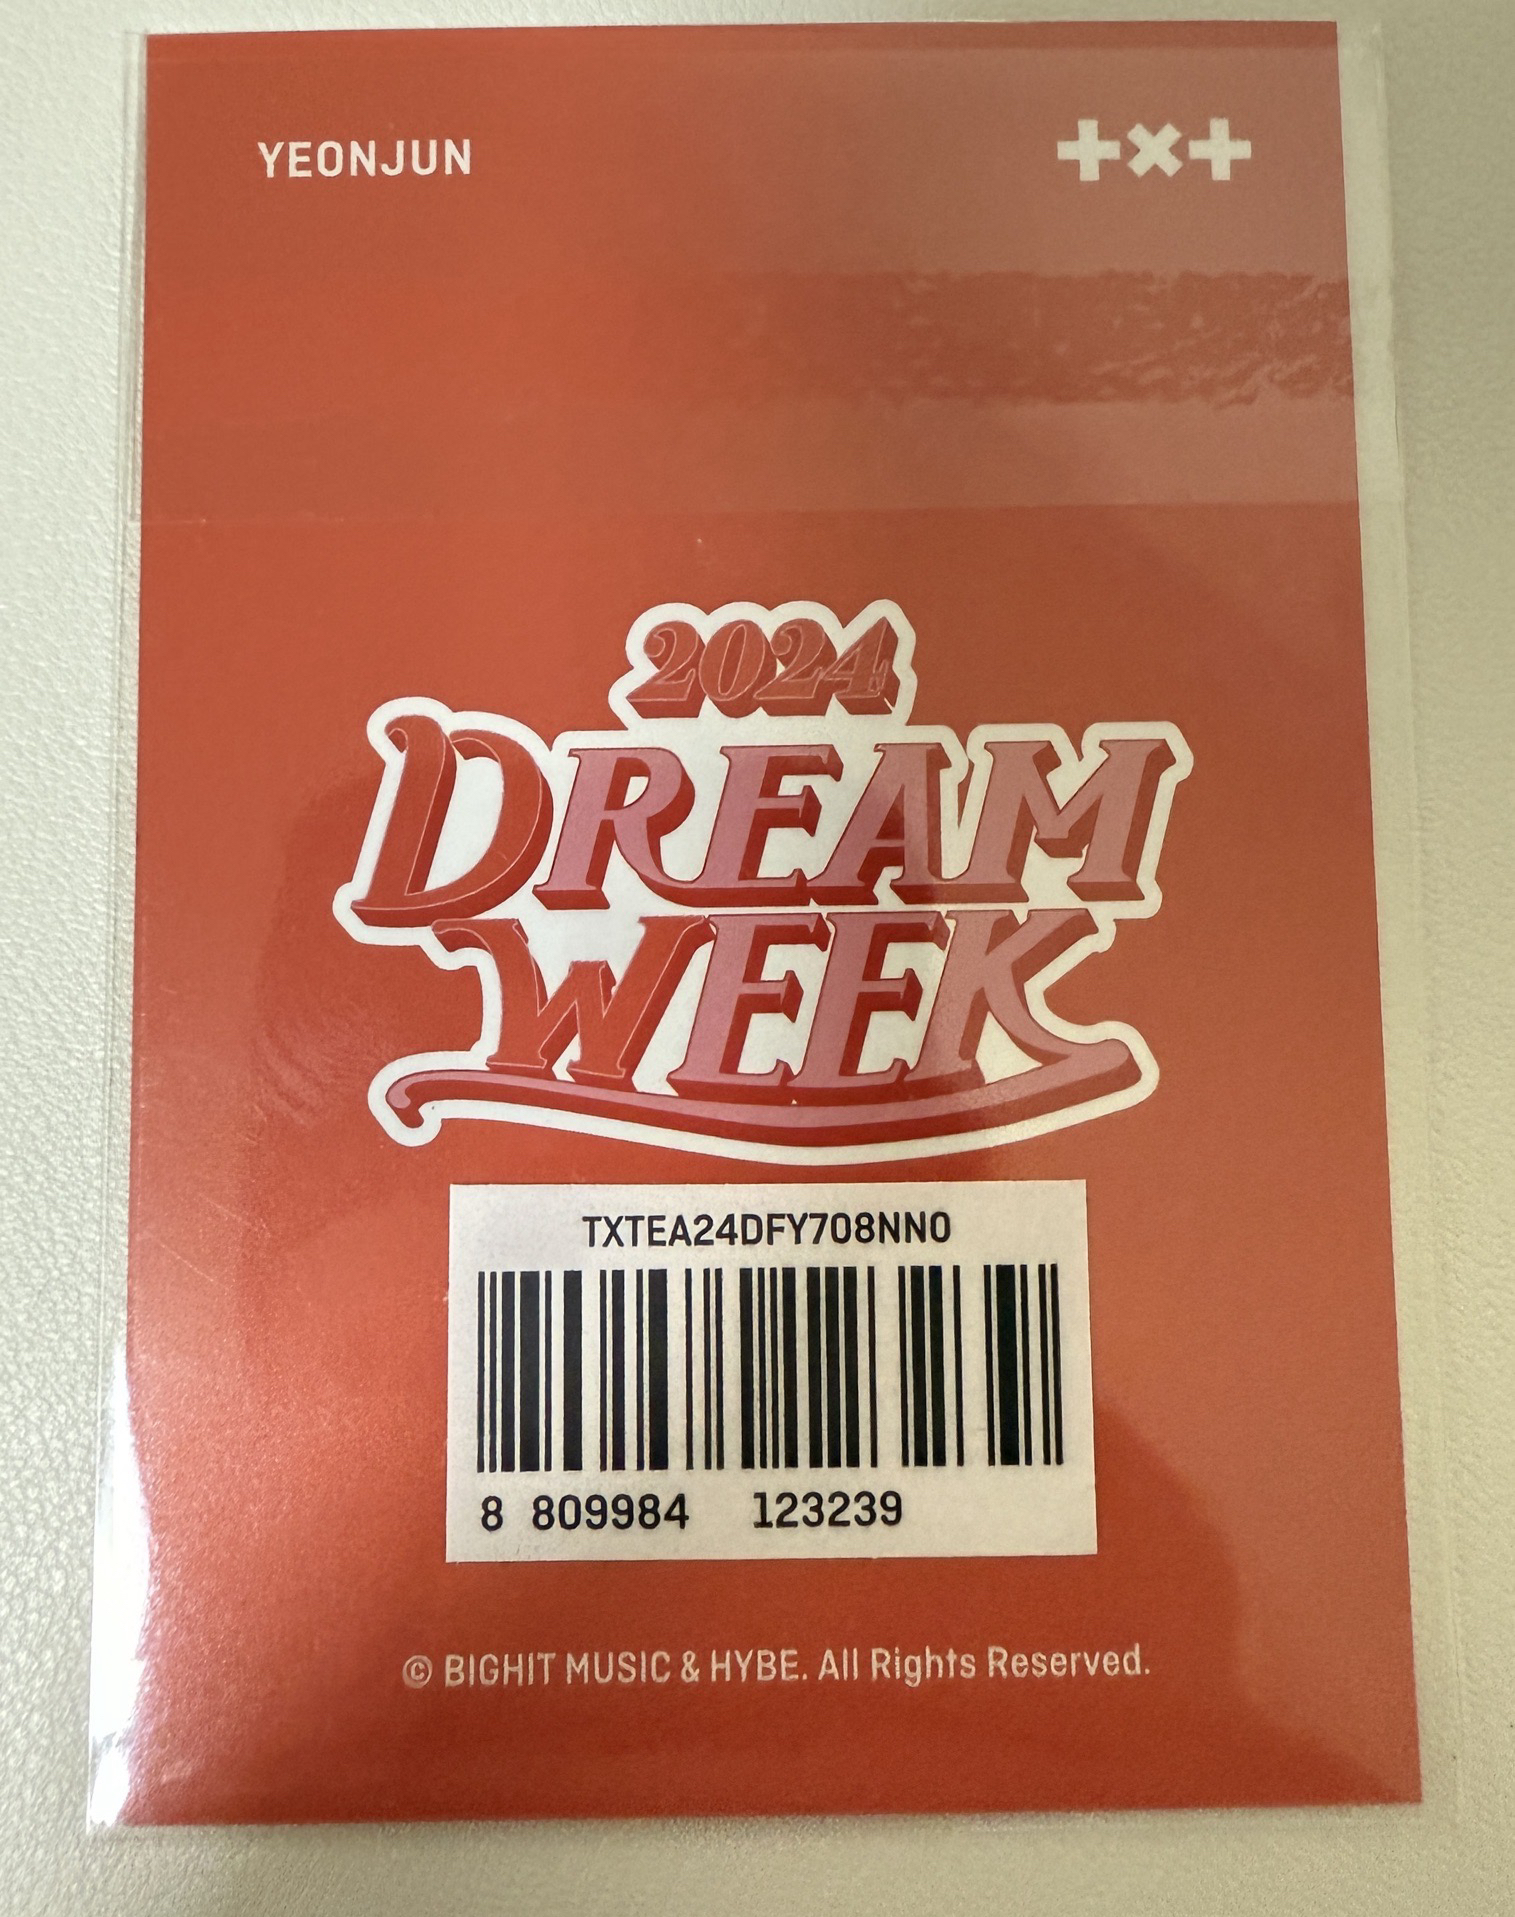 YEONJUN
+×+
2024
DREAM
WEEK
TXTEA24DFY708NN0
8 809984 123239
© BIGHIT MUSIC & HYBE. All Rights Reserved.